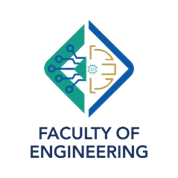 FACULTY OF
ENGINEERING